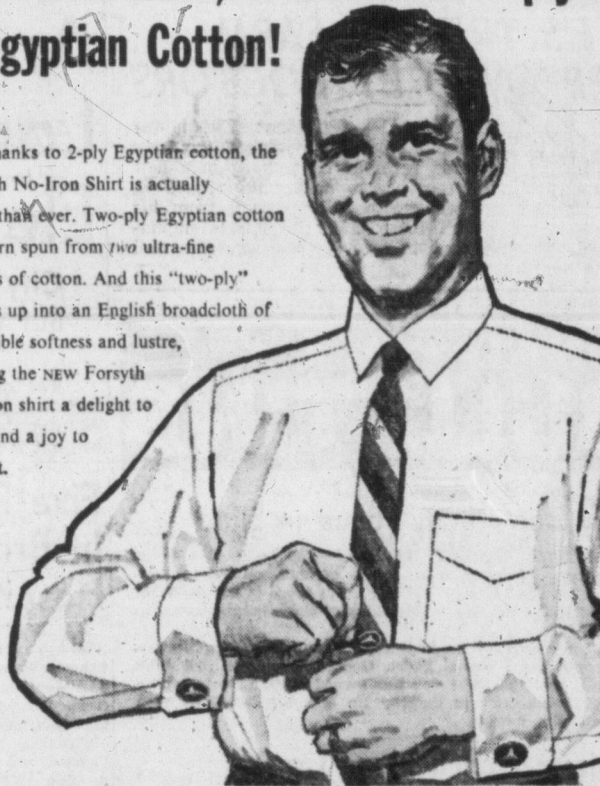 gyptian Cotton!
anks to 2-ply Egyptian cotton, the
h No-Iron Shirt is actually
than ever. Two-ply Egyptian cotton
rn spun from two ultra-fine
s of cotton. And this "two-ply"
s up into an English broadcloth of
ble softness and lustre,
g the NEW Forsyth
on shirt a delight to
nd a joy to
t.